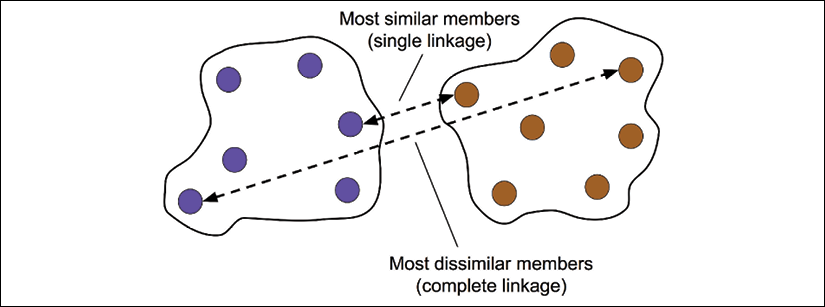 Most similar members
(single linkage)
Most dissimilar members
(complete linkage)